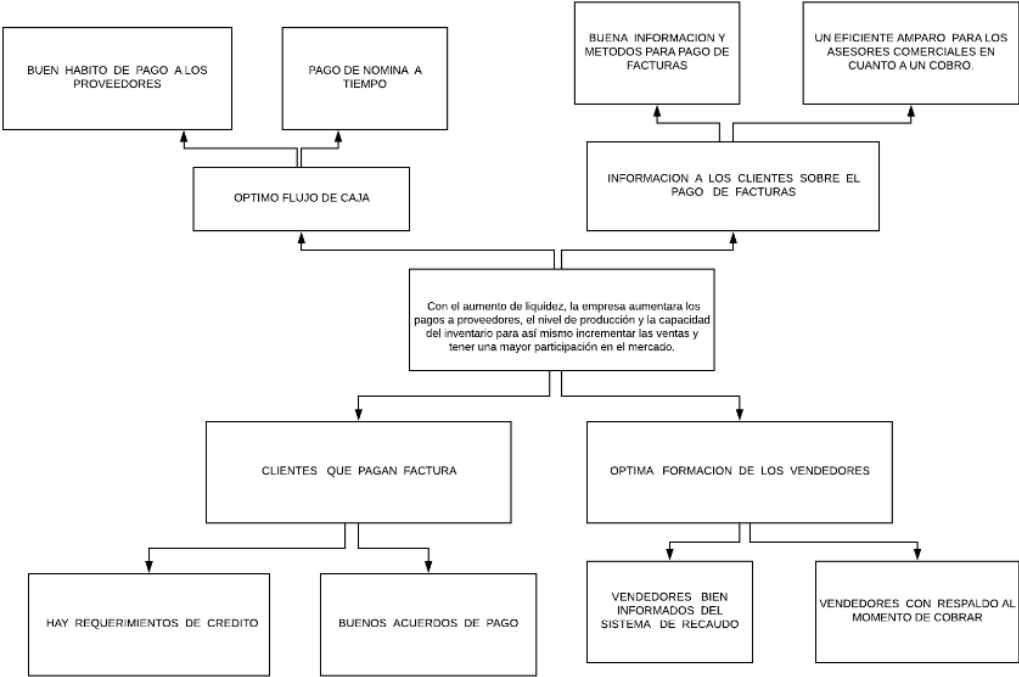 BUEN HABITO DE PAGO A LOS
PROVEEDORES
PAGO DE NOMINA A
TIEMPO
BUENA INFORMACION Y
METODOS PARA PAGO DE
FACTURAS
UN EFICIENTE AMPARO PARA LOS
ASESORES COMERCIALES EN
CUANTO A UN COBRO.
OPTIMO FLUJO DE CAJA
INFORMACION A LOS CLIENTES SOBRE EL
PAGO DE FACTURAS
Con el aumento de liquidez, la empresa aumentara los
pagos a proveedores, el nivel de producción y la capacidad
del inventario para así mismo incrementar las ventas y
tener una mayor participación en el mercado.
CLIENTES QUE PAGAN FACTURA
OPTIMA FORMACION DE LOS VENDEDORES
HAY REQUERIMIENTOS DE CREDITO
BUENOS ACUERDOS DE PAGO
VENDEDORES BIEN
INFORMADOS DEL
SISTEMA DE RECAUDO
VENDEDORES CON RESPALDO AL
MOMENTO DE COBRAR